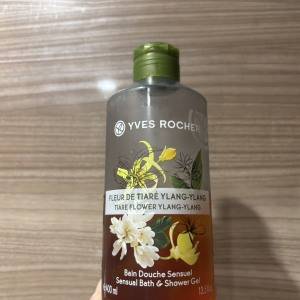 YVES ROCHER
FLEUR DE TIARÉ YLANG-YLANG
TIARE FLOWER YLANG-YLANG
Bain Douche Sensuel
Sensual Bath & Shower Gel
400 ml